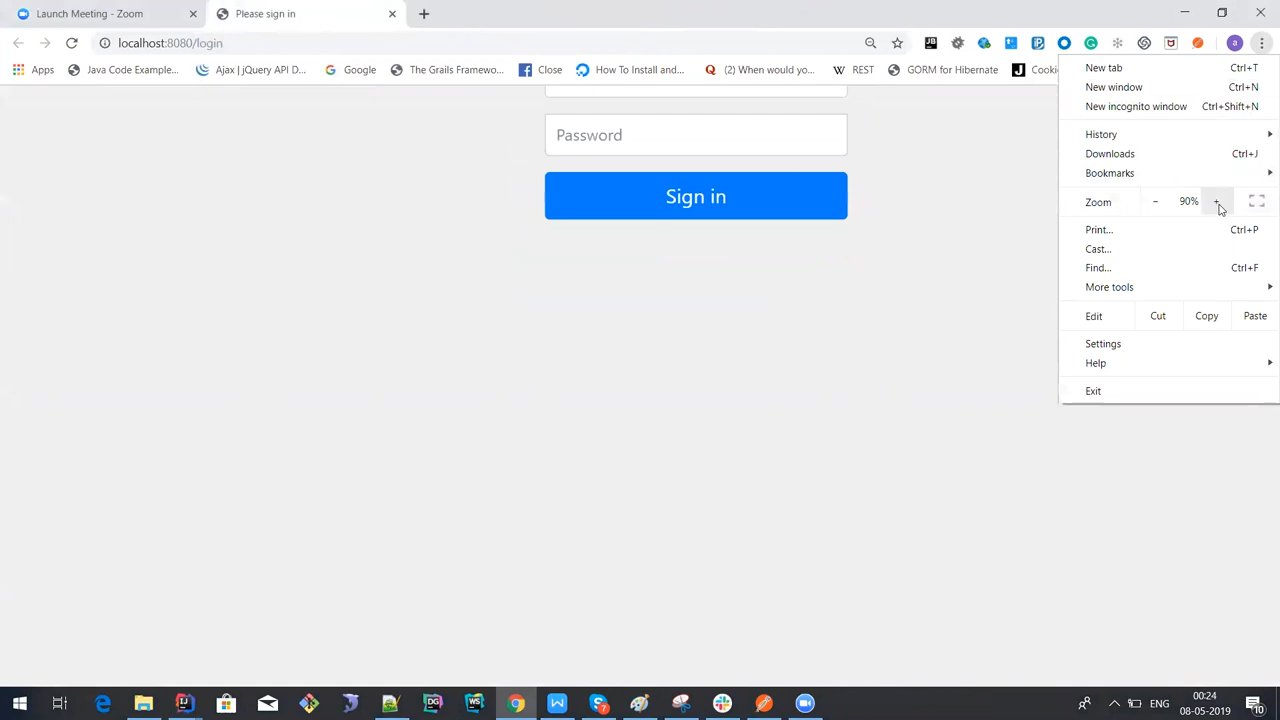 Launch Meeting - Zoom
Please sign in
localhost:8080/login
Apps
Java Code Example...
Ajax | jQuery API D...
Google
The Grails Framewo...
Close
How To Install and...
(2) When would yo...
REST
GORM for Hibernate
Cooki
Password
Sign in
New tab Ctrl+T
New window Ctrl+N
New incognito window Ctrl+Shift+N
History
Downloads Ctrl+J
Bookmarks
Zoom - 90% +
Print... Ctrl+P
Cast...
Find... Ctrl+F
More tools
Edit Cut Copy Paste
Settings
Help
Exit
ENG
00:24
08-05-2019